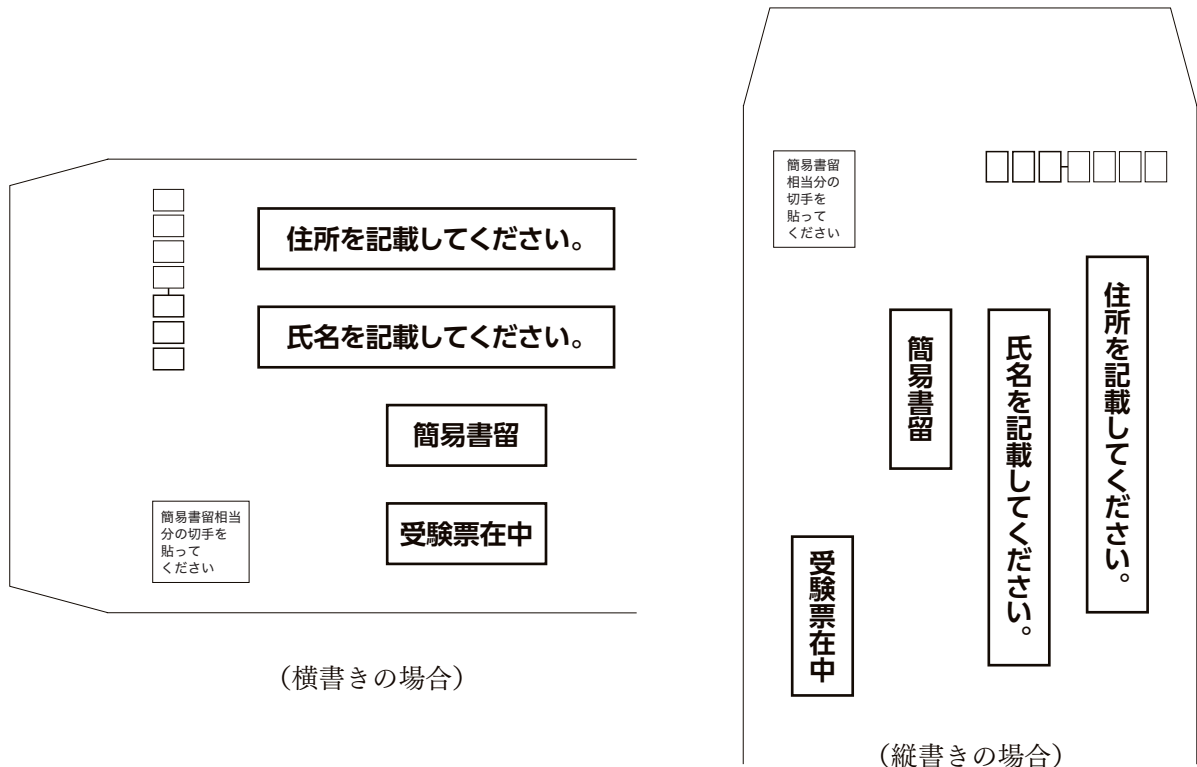 住所を記載してください。
氏名を記載してください。
簡易書留
受験票在中
簡易書留相当
分の切手を
貼って
ください
（横書きの場合）
簡易書留
相当分の
切手を
貼って
ください
住所を記載してください。
氏名を記載してください。
簡易書留
受験票在中
（縦書きの場合）